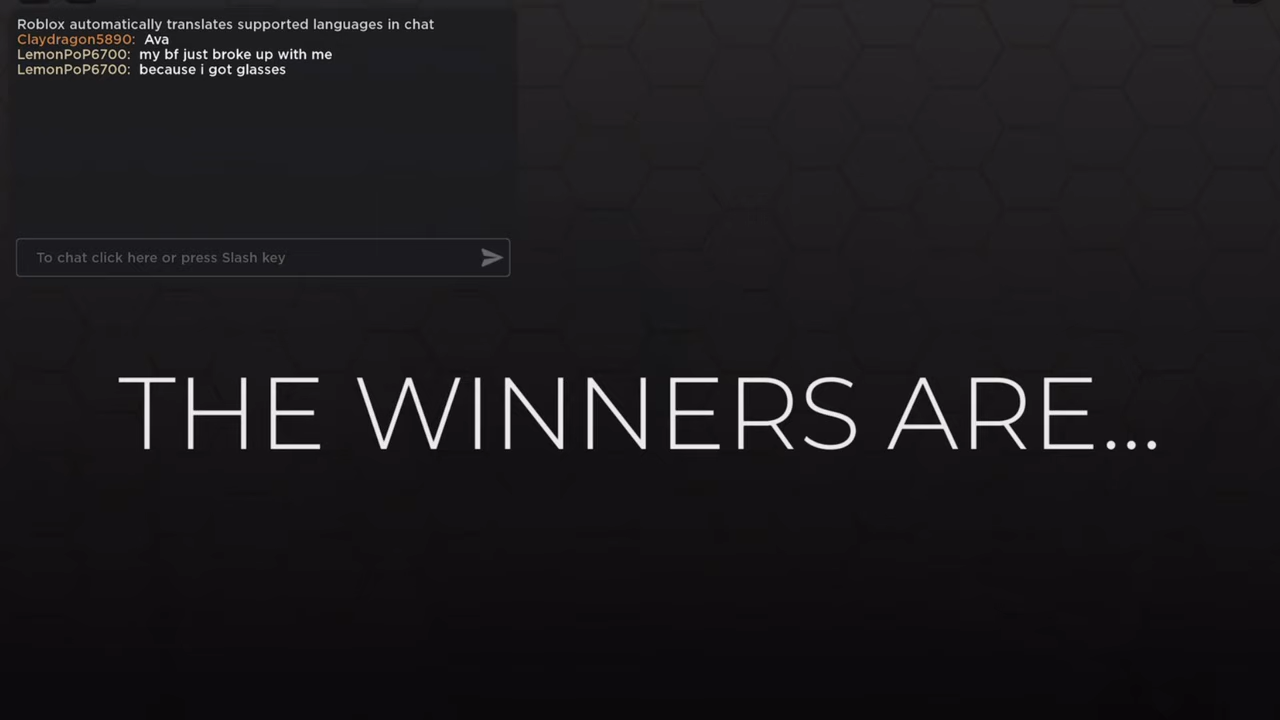 Roblox automatically translates supported languages in chat
Claydragon5890: Ava
LemonPoP6700: my bf just broke up with me
LemonPoP6700: because i got glasses
To chat click here or press Slash key
THE WINNERS ARE...